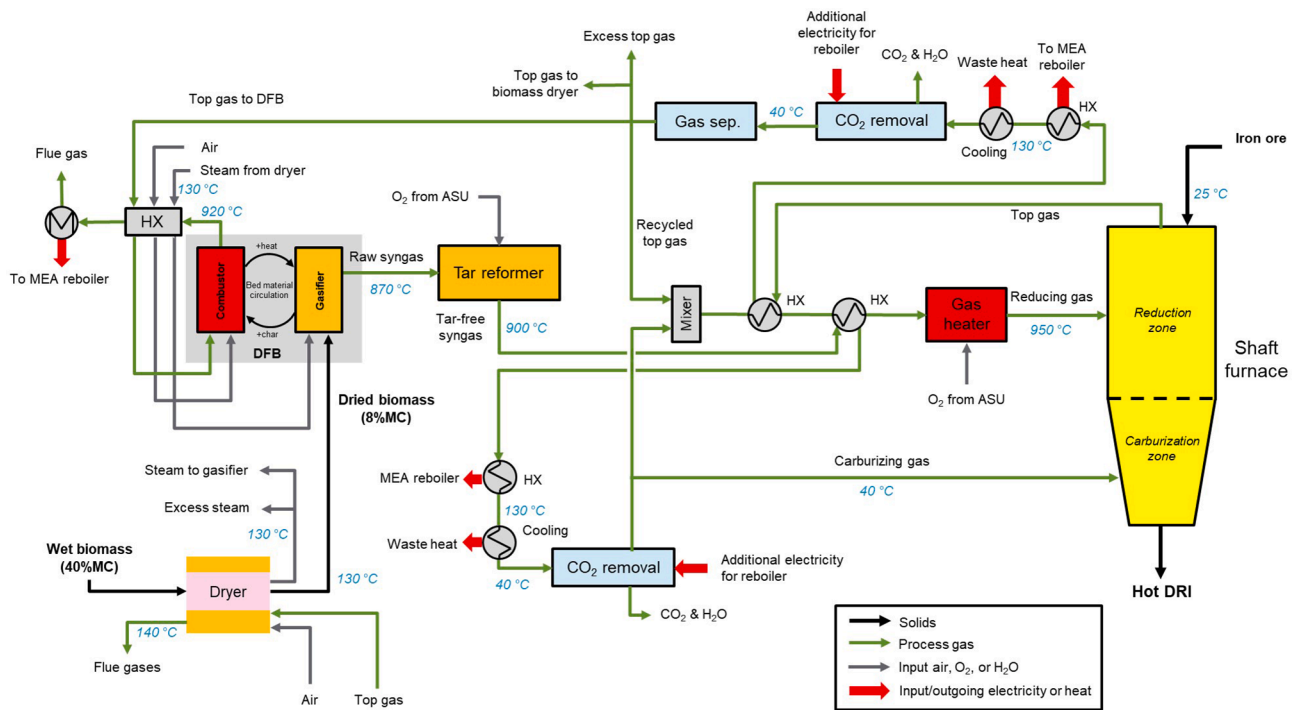 Additional
electricity for
reboiler
Excess top gas
CO₂ & H₂O
Waste heat
To MEA
reboiler
Top gas to
biomass dryer
HX
Top gas to DFB
Gas sep.
40 °C
CO₂ removal
Cooling
130 °C
Iron ore
Flue gas
Air
Steam from dryer
130 °C
920 °C
HX
O₂ from ASU
Recycled
top gas
Top gas
25 °C
To MEA reboiler
+heat
Raw syngas
Combustor
Bed material
circulation
Gasifier
870 °C
Tar reformer
+char
DFB
Tar-free
syngas
900 °C
Mixer
HX
HX
Gas
heater
Reducing gas
950 °C
Reduction
zone
Shaft
furnace
O₂ from ASU
Dried biomass
(8%MC)
Carburization
zone
Steam to gasifier
MEA reboiler
HX
Carburizing gas
40 °C
Excess steam
130 °C
130 °C
Cooling
Waste heat
Wet biomass
(40%MC)
Dryer
130 °C
40 °C
CO₂ removal
Additional electricity
for reboiler
Hot DRI
140 °C
CO₂ & H₂O
Flue gases
Air
Top gas
Solids
Process gas
Input air, O₂, or H₂O
Input/outgoing electricity or heat